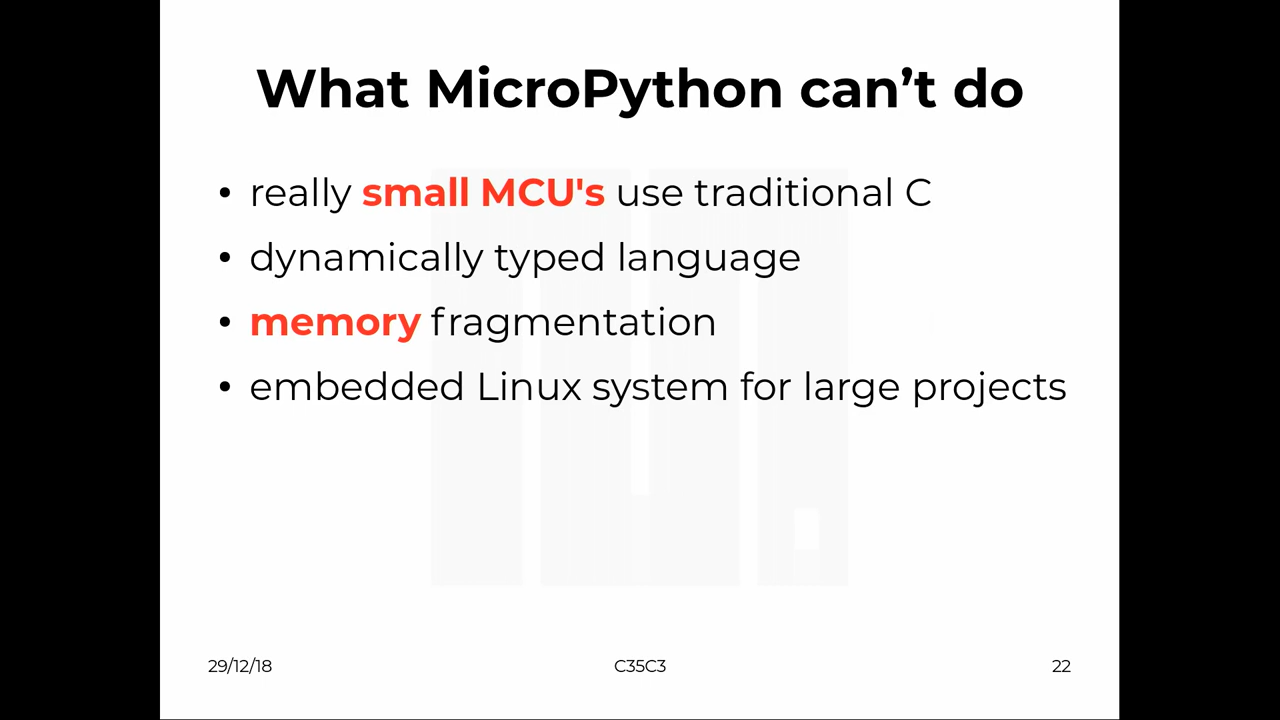 What MicroPython can’t do
• really small MCU's use traditional C
• dynamically typed language
• memory fragmentation
• embedded Linux system for large projects
29/12/18 C35C3 22